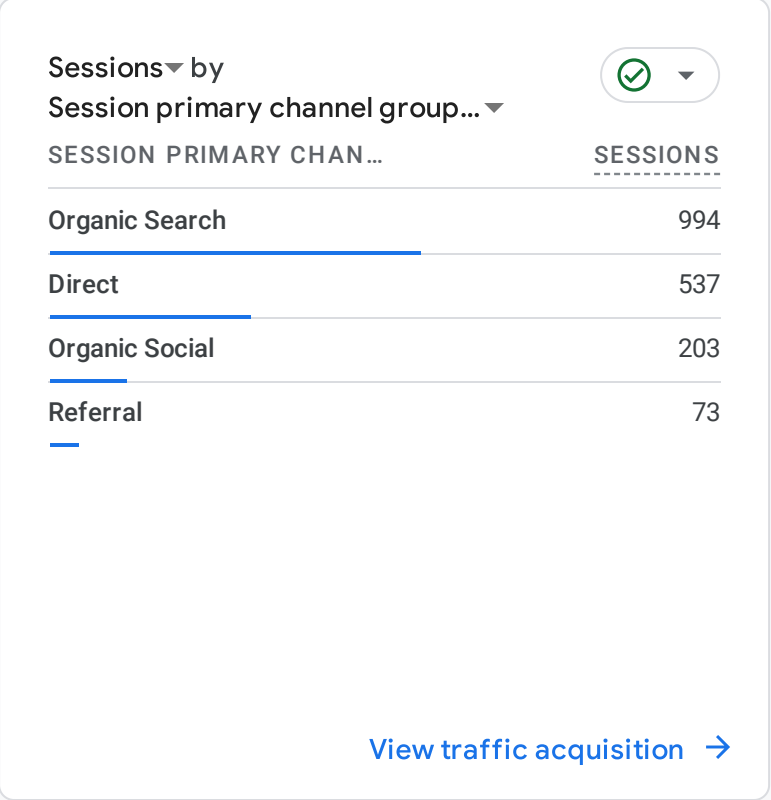 Sessions by
Session primary channel group...
SESSION PRIMARY CHAN... SESSIONS
Organic Search 994
Direct 537
Organic Social 203
Referral 73
View traffic acquisition